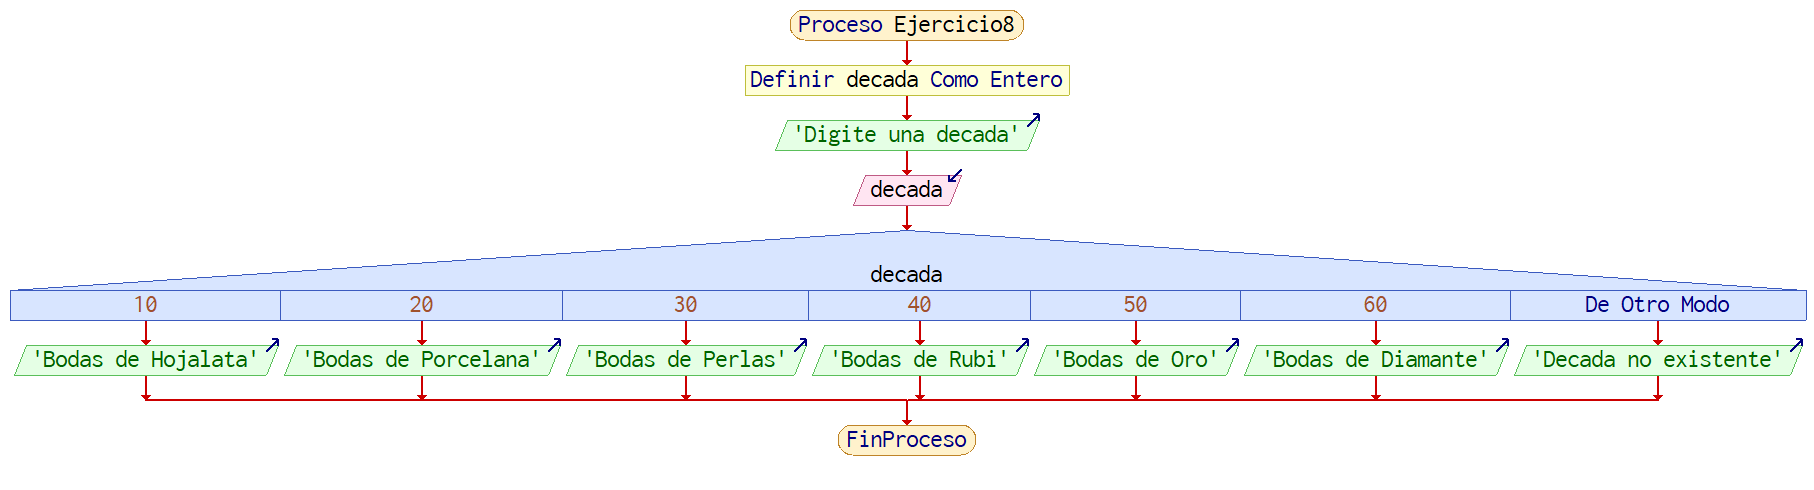 Proceso Ejercicio8
Definir decada Como Entero
'Digite una decada'
decada
decada
10 20 30 40 50 60 De Otro Modo
'Bodas de Hojalata' 'Bodas de Porcelana' 'Bodas de Perlas' 'Bodas de Rubi' 'Bodas de Oro' 'Bodas de Diamante' 'Decada no existente'
FinProceso